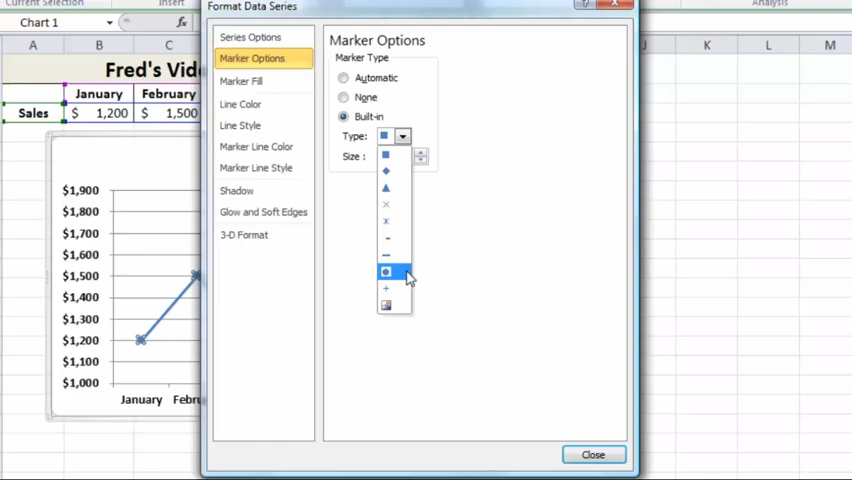 Format Data Series
Current Selection
Insert
Analysis
Chart 1
fx
A B C J K L M
Fred's Vid
January February
Sales $ 1,200 $ 1,500
$1,900
$1,800
$1,700
$1,600
$1,500
$1,400
$1,300
$1,200
$1,100
$1,000
January Febru
Series Options
Marker Options
Marker Fill
Line Color
Line Style
Marker Line Color
Marker Line Style
Shadow
Glow and Soft Edges
3-D Format
Marker Options
Marker Type
Automatic
None
Built-in
Type:
Size :
Close